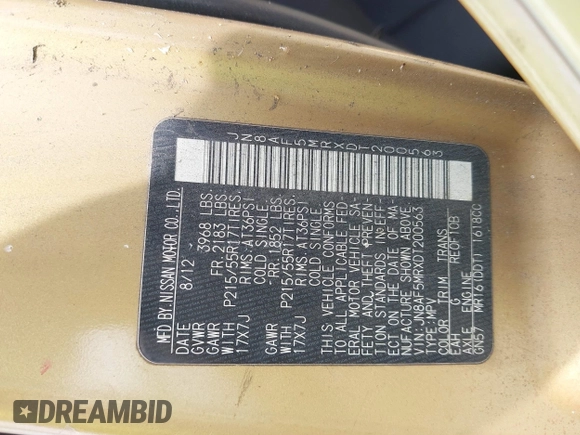 JN8AF5MRXDT200563
MFD BY NISSAN MOTOR CO., LTD.
DATE 8/12
GVWR 3968 LBS.
GAWR FR. 2183 LBS.
WITH P215/55R17TIRES.
17X7J RIMS. AT36PSI
COLD SINGLE.
GAWR RR. 1852 LBS.
WITH P215/55R17TIRES.
17X7J RIMS. AT36PSI
COLD SINGLE
THIS VEHICLE CONFORMS
TO ALL APPLICABLE FED-
ERAL MOTOR VEHICLE SA-
FETY AND THEFT PREVEN-
TION STANDARDS IN EFF-
ECT ON THE DATE OF MA-
NUFACTURE SHOWN ABOVE.
VIN:JN8AF5MRXDT200563
TYPE:MPV
COLOR TRIM TRANS
EAH G RE0F10B
AXLE ENGINE
GN57 MR16(DD)T 1618CC
DREAMBID